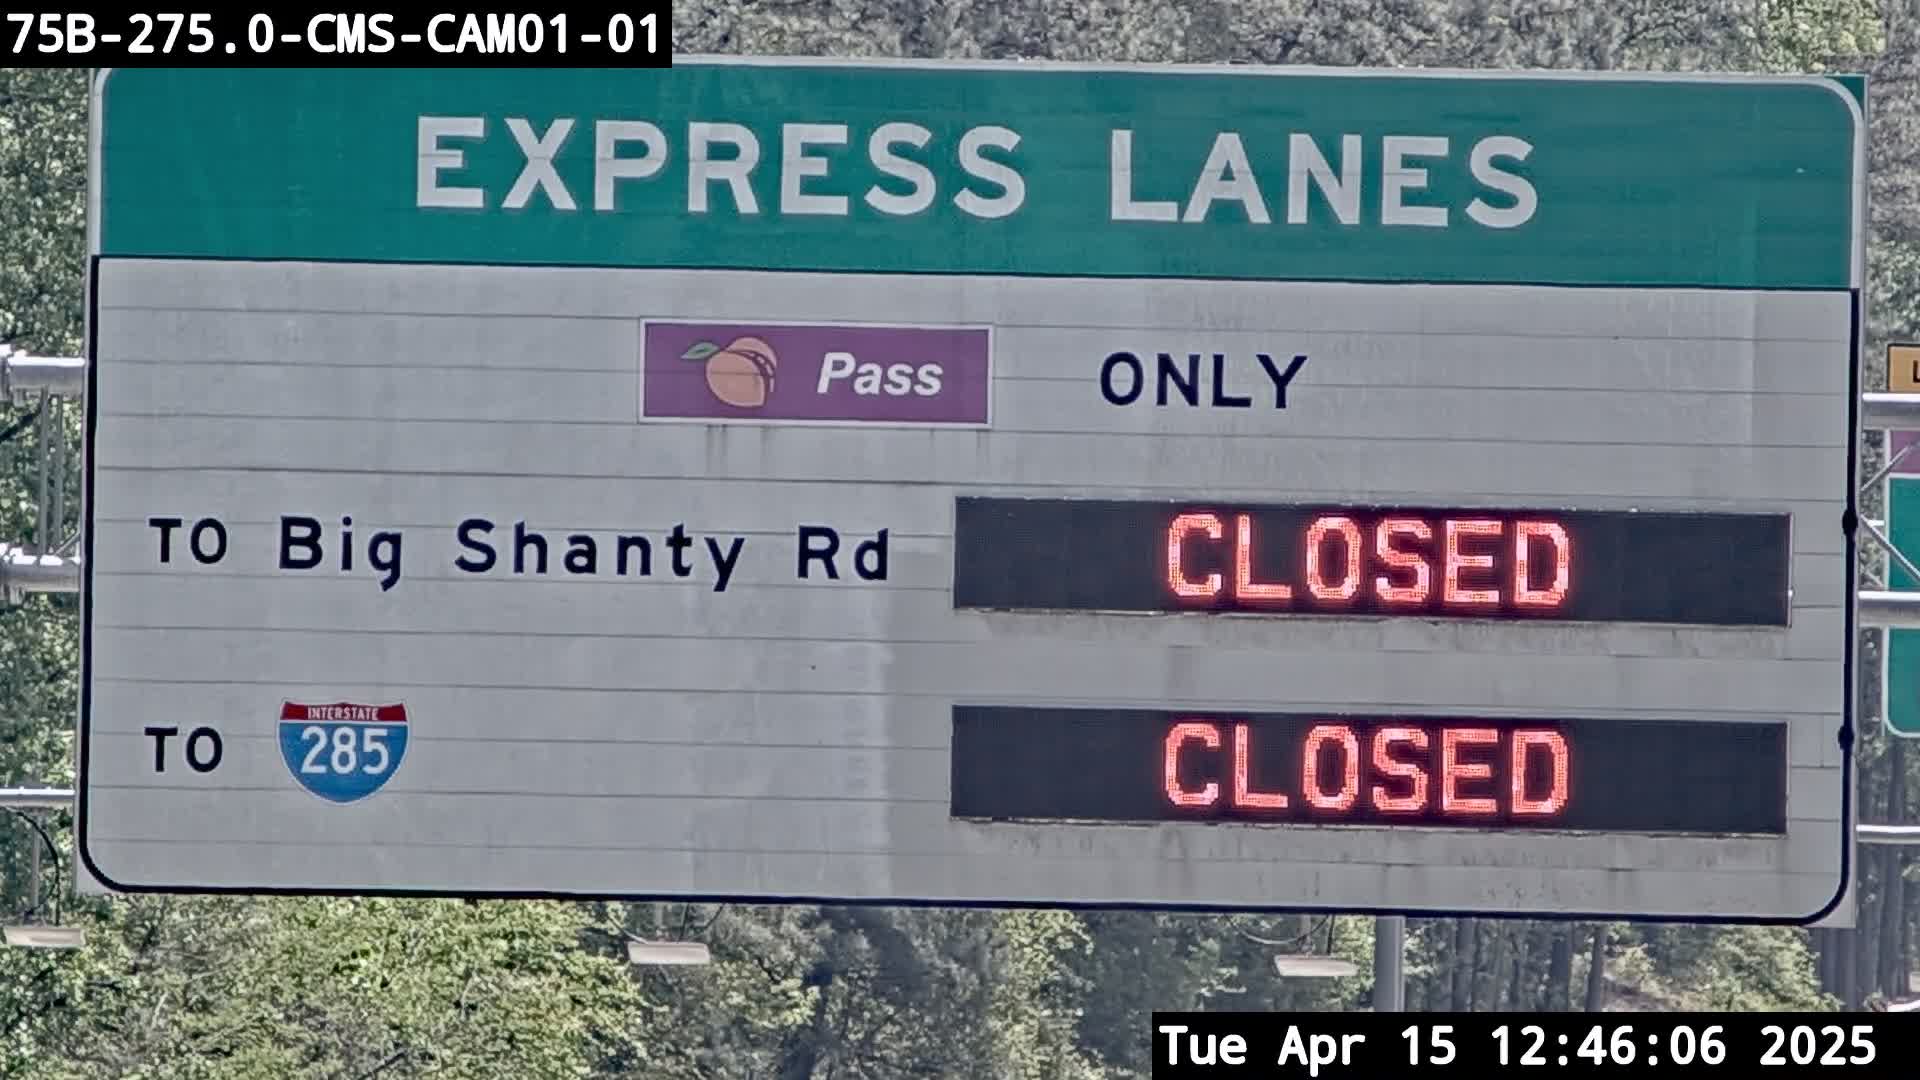 75B-275.0-CMS-CAM01-01
EXPRESS LANES
Pass ONLY
TO Big Shanty Rd CLOSED
INTERSTATE
TO 285 CLOSED
Tue Apr 15 12:46:06 2025